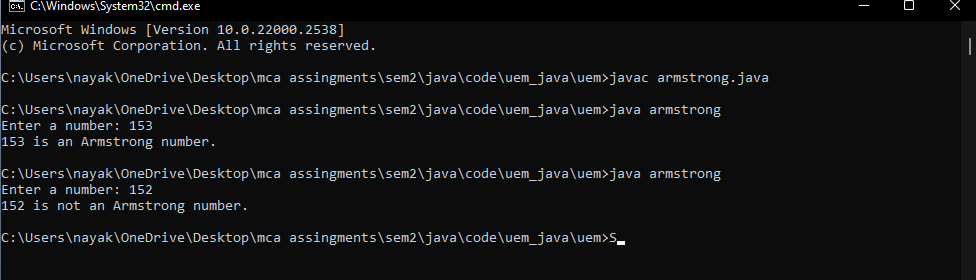 C:\Windows\System32\cmd.exe
Microsoft Windows [Version 10.0.22000.2538]
(c) Microsoft Corporation. All rights reserved.
C:\Users\nayak\OneDrive\Desktop\mca assingments\sem2\java\code\uem_java\uem>javac armstrong.java
C:\Users\nayak\OneDrive\Desktop\mca assingments\sem2\java\code\uem_java\uem>java armstrong
Enter a number: 153
153 is an Armstrong number.
C:\Users\nayak\OneDrive\Desktop\mca assingments\sem2\java\code\uem_java\uem>java armstrong
Enter a number: 152
152 is not an Armstrong number.
C:\Users\nayak\OneDrive\Desktop\mca assingments\sem2\java\code\uem_java\uem>S